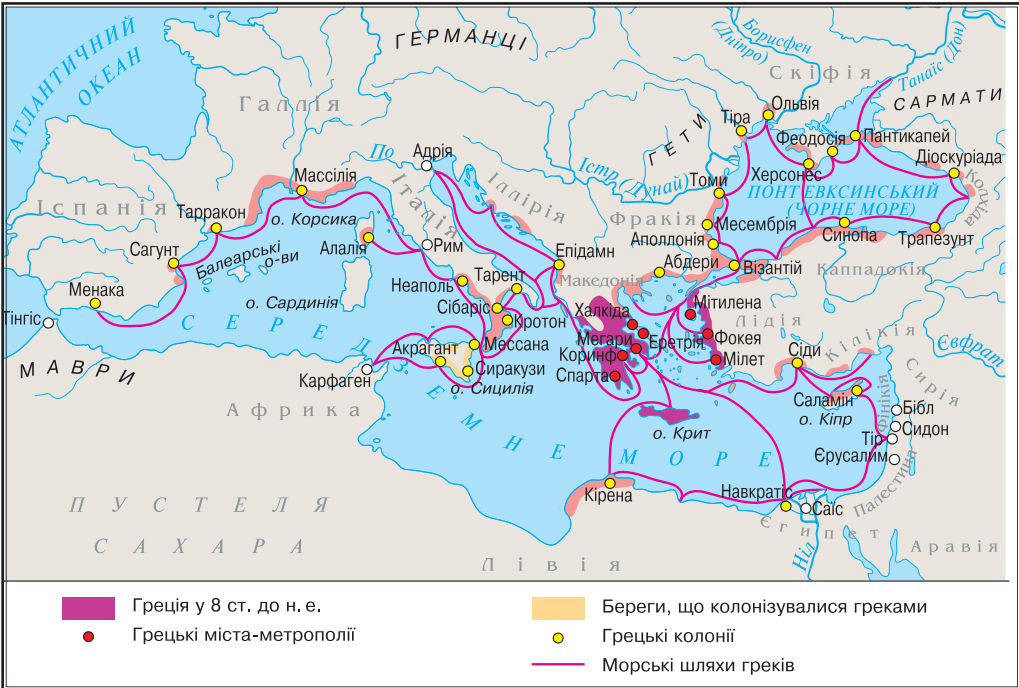 АТЛАНТИЧНИЙ
ОКЕАН
ГЕРМАНЦІ
Борисфен
(Дніпро)
Скіфія
Танаїс (Дон)
САРМАТИ
Галлія
Ольвія
Тіра
ГЕТИ
Феодосія
Пантикапей
Діоскуріада
Адрія
По
Істр (Дунай)
Херсонес
Колхіда
Массілія
Італія
Іллірія
Томи
ПОНТ ЕВКСИНСЬКИЙ
(ЧОРНЕ МОРЕ)
Іспанія
Тарракон
о. Корсика
Фракія
Месембрія
Аполлонія
Синопа
Трапезунт
Сагунт
Балеарські
о-ви
Алалія
Рим
Епідамн
Абдери
Візантій
Каппадокія
Менака
о. Сардинія
Неаполь
Тарент
Македонія
Тінгіс
Сібаріс
Кротон
Халкіда
Мітилена
Лідія
СЕРЕДЗЕМНЕ МОРЕ
Мегари
Еретрія
Фокея
Кілікія
Євфрат
МАВРИ
Акрагант
Мессана
Коринф
Мілет
Сіди
Сирія
Карфаген
Сиракузи
о. Сицилія
Спарта
Саламін
о. Кіпр
Фінікія
Бібл
Сидон
Африка
о. Крит
Тір
Єрусалим
Палестина
Кірена
Навкратіс
Саїс
ПУСТЕЛЯ
САХАРА
Єгипет
Ніл
Аравія
Лівія
Греція у 8 ст. до н. е.
Грецькі міста-метрополії
Береги, що колонізувалися греками
Грецькі колонії
Морські шляхи греків